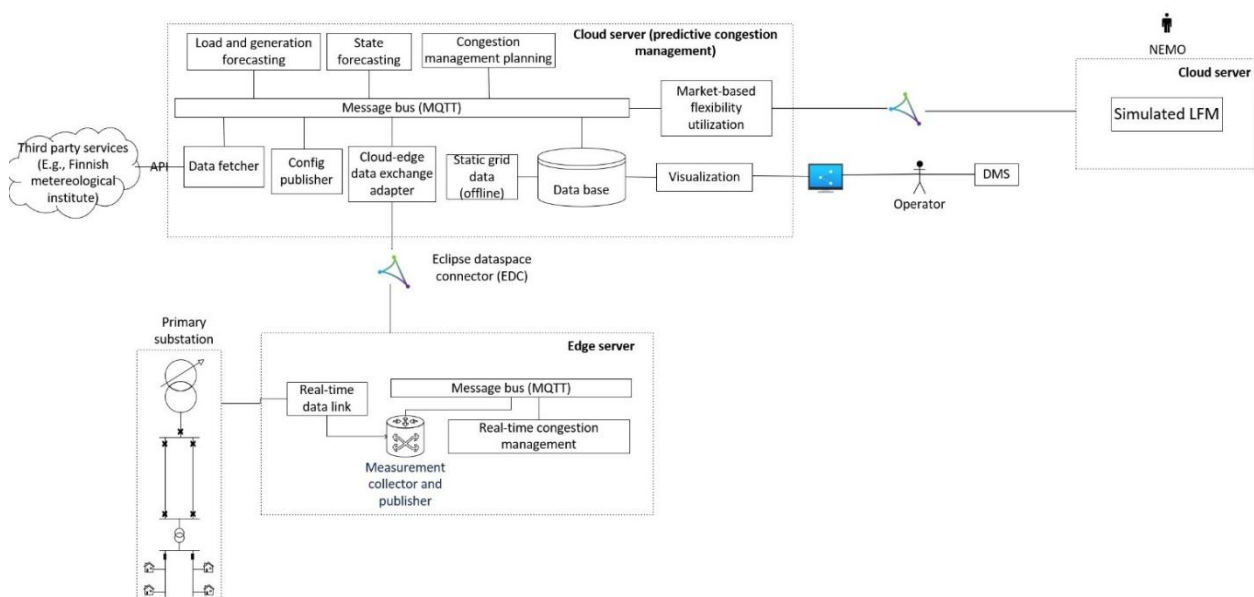 NEMO
Cloud server (predictive congestion
management)
Cloud server
Load and generation
forecasting
State
forecasting
Congestion
management planning
Message bus (MQTT)
Market-based
flexibility
utilization
Simulated LFM
Third party services
(E.g., Finnish
metereological
institute)
API
Data fetcher
Config
publisher
Cloud-edge
data exchange
adapter
Static grid
data
(offline)
Data base
Visualization
Operator
DMS
Eclipse dataspace
connector (EDC)
Primary
substation
Edge server
Real-time
data link
Message bus (MQTT)
Real-time congestion
management
Measurement
collector and
publisher